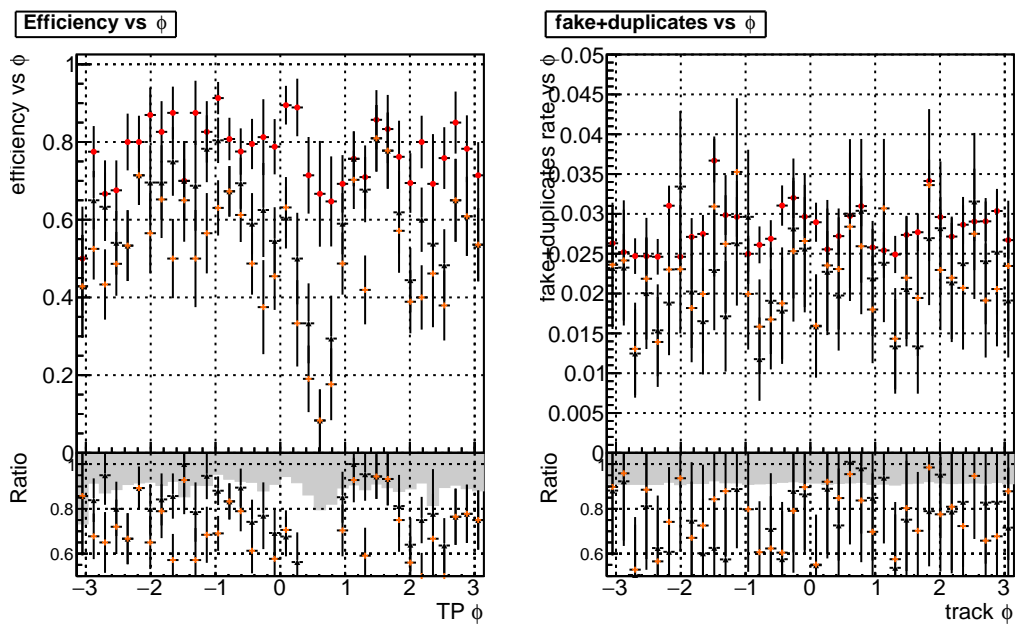 Efficiency vs ϕ
efficiency vs ϕ
1
0.8
0.6
0.4
0.2
0
Ratio
1
0.8
0.6
−3 −2 −1 0 1 2 3
TP ϕ
fake+duplicates vs ϕ
fake+duplicates rate vs ϕ
0.05
0.045
0.04
0.035
0.03
0.025
0.02
0.015
0.01
0.005
0
Ratio
1
0.8
0.6
−3 −2 −1 0 1 2 3
track ϕ